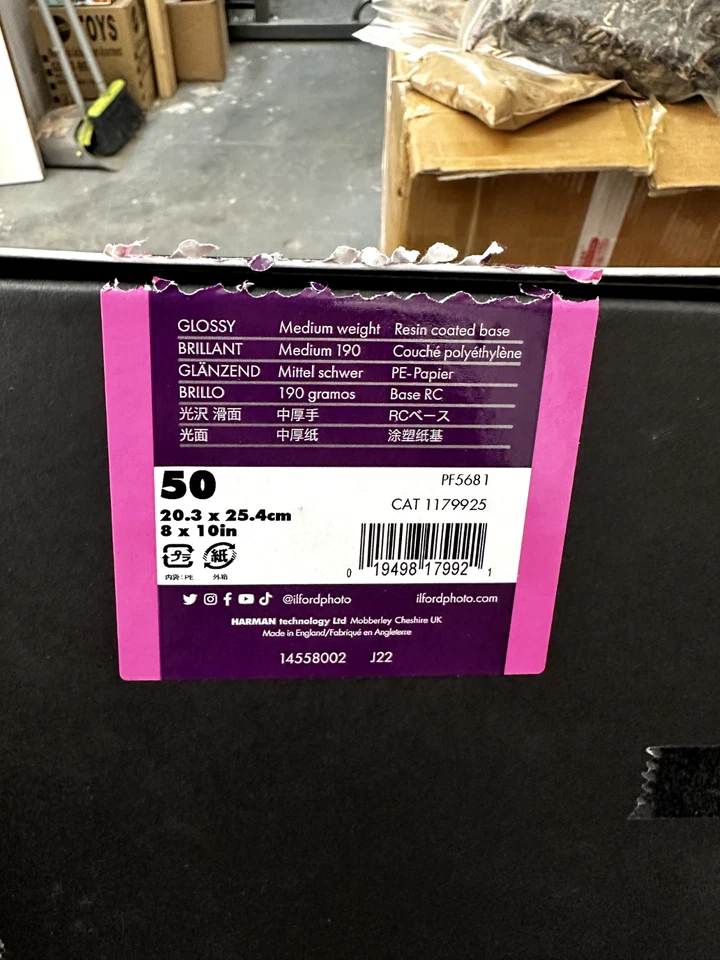 TOYS
GLOSSY Medium weight Resin coated base
BRILLANT Medium 190 Couché polyéthylène
GLÄNZEND Mittel schwer PE-Papier
BRILLO 190 gramos Base RC
光沢 滑面 中厚手 RCベース
光面 中厚纸 涂塑纸基
50 PF5681
CAT 1179925
20.3 x 25.4cm
8 x 10in
プラ 紙
内袋:PE 外箱
0 19498 17992 1
@ilfordphoto ilfordphoto.com
HARMAN technology Ltd Mobberley Cheshire UK
Made in England/Fabriqué en Angleterre
14558002 J22